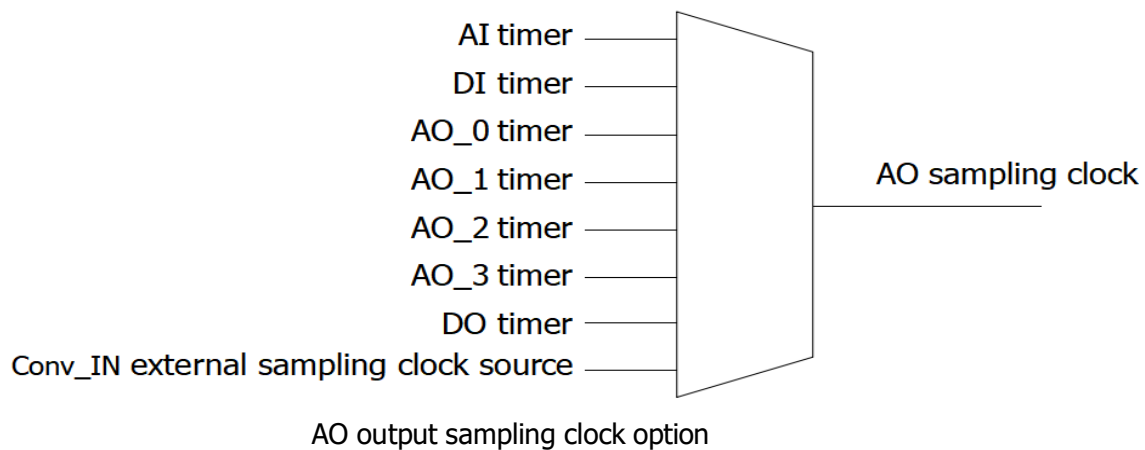 AI timer
DI timer
AO_0 timer
AO_1 timer
AO_2 timer
AO_3 timer
DO timer
Conv_IN external sampling clock source
AO sampling clock
AO output sampling clock option